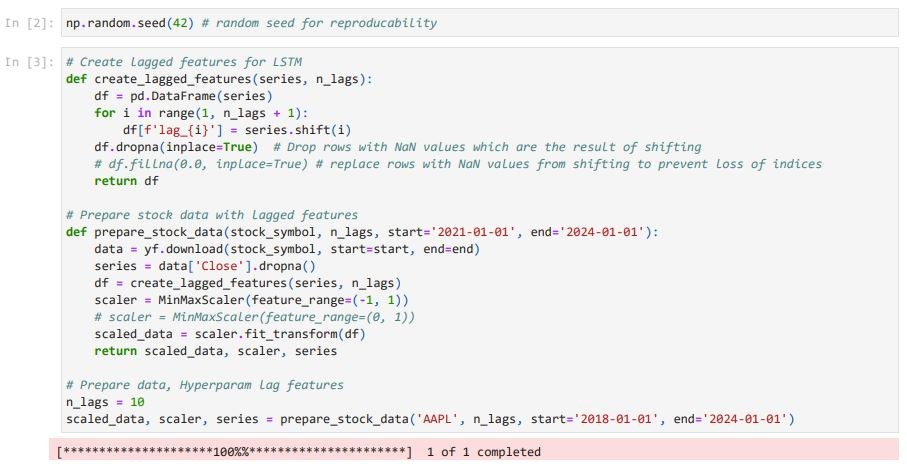 In [2]: np.random.seed(42) # random seed for reproducability
In [3]: # Create lagged features for LSTM
def create_lagged_features(series, n_lags):
    df = pd.DataFrame(series)
    for i in range(1, n_lags + 1):
        df[f'lag_{i}'] = series.shift(i)
    df.dropna(inplace=True)  # Drop rows with NaN values which are the result of shifting
    # df.fillna(0.0, inplace=True) # replace rows with NaN values from shifting to prevent loss of indices
    return df

# Prepare stock data with lagged features
def prepare_stock_data(stock_symbol, n_lags, start='2021-01-01', end='2024-01-01'):
    data = yf.download(stock_symbol, start=start, end=end)
    series = data['Close'].dropna()
    df = create_lagged_features(series, n_lags)
    scaler = MinMaxScaler(feature_range=(-1, 1))
    # scaler = MinMaxScaler(feature_range=(0, 1))
    scaled_data = scaler.fit_transform(df)
    return scaled_data, scaler, series

# Prepare data, Hyperparam lag features
n_lags = 10
scaled_data, scaler, series = prepare_stock_data('AAPL', n_lags, start='2018-01-01', end='2024-01-01')
[*********************100%%**********************]  1 of 1 completed